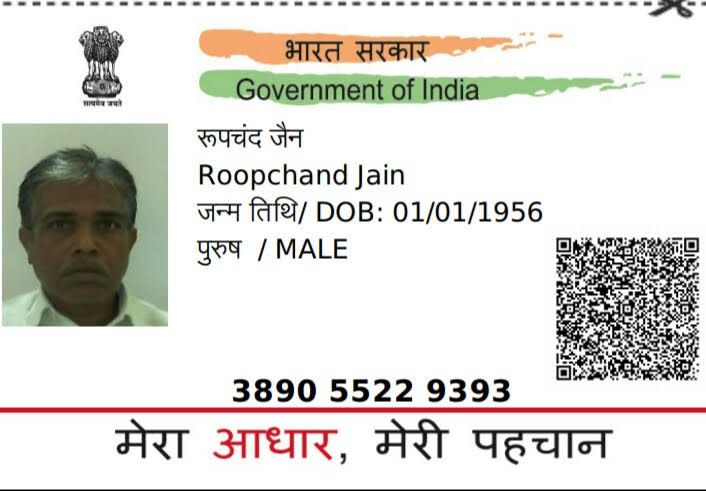 भारत सरकार
Government of India
सत्यमेव जयते
रूपचंद जैन
Roopchand Jain
जन्म तिथि/ DOB: 01/01/1956
पुरुष / MALE
3890 5522 9393
मेरा आधार, मेरी पहचान